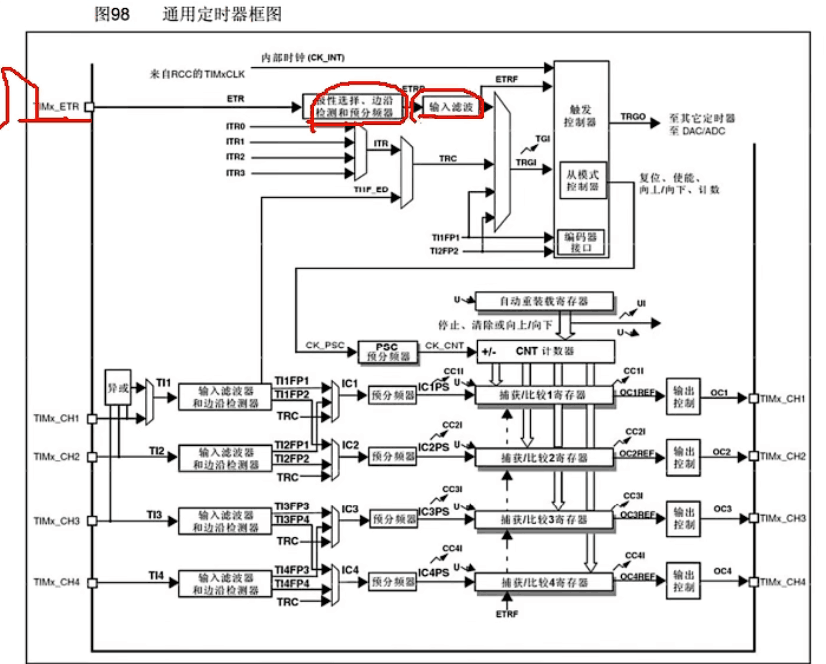 图98 通用定时器框图
内部时钟 (CK_INT)
来自RCC的TIMxCLK
TIMx_ETR
ETR
极性选择、边沿
检测和预分频器
ETRP
输入滤波
ETRF
触发
控制器
TRGO
至其它定时器
至 DAC/ADC
ITR0
ITR1
ITR2
ITR3
ITR
TRC
TI1F_ED
TGI
TRGI
从模式
控制器
复位、使能、
向上/向下、计数
TI1FP1
TI2FP2
编码器
接口
U
自动重装载寄存器
UI
停止、清除或向上/向下
U
CK_PSC
PSC
预分频器
CK_CNT
+/-
CNT 计数器
异或
TI1
输入滤波器
和边沿检测器
TI1FP1
TI1FP2
TRC
IC1
预分频器
IC1PS
CC1I
U
捕获/比较1寄存器
CC1I
OC1REF
输出
控制
OC1
TIMx_CH1
TIMx_CH1
TIMx_CH2
TI2
输入滤波器
和边沿检测器
TI2FP1
TI2FP2
TRC
IC2
预分频器
IC2PS
CC2I
U
捕获/比较2寄存器
CC2I
OC2REF
输出
控制
OC2
TIMx_CH2
TIMx_CH3
TI3
输入滤波器
和边沿检测器
TI3FP3
TI3FP4
TRC
IC3
预分频器
IC3PS
CC3I
U
捕获/比较3寄存器
CC3I
OC3REF
输出
控制
OC3
TIMx_CH3
TIMx_CH4
TI4
输入滤波器
和边沿检测器
TI4FP3
TI4FP4
TRC
IC4
预分频器
IC4PS
CC4I
U
捕获/比较4寄存器
CC4I
OC4REF
输出
控制
OC4
TIMx_CH4
ETRF